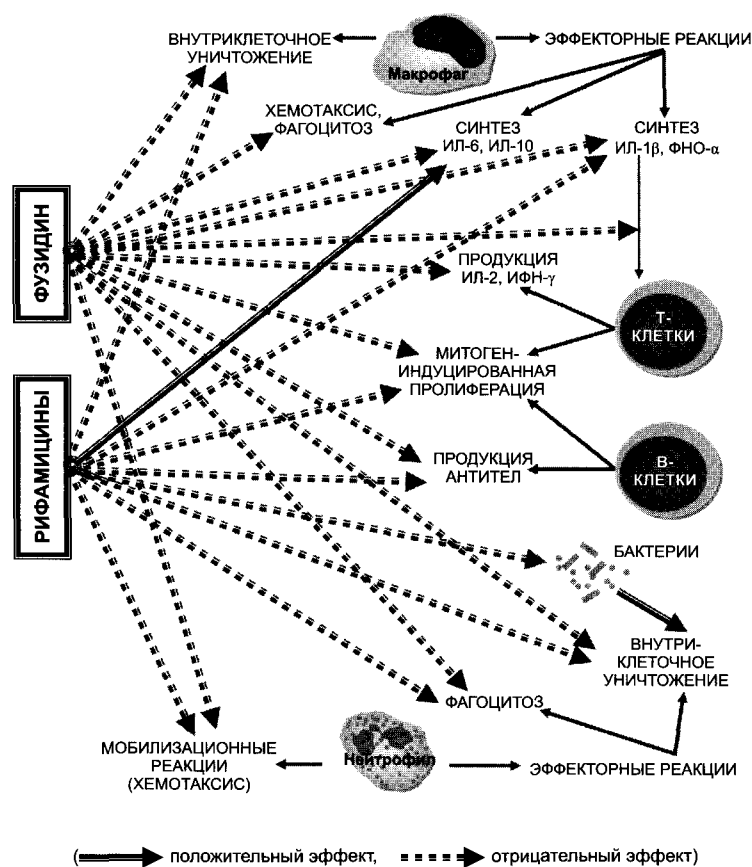 ВНУТРИКЛЕТОЧНОЕ
УНИЧТОЖЕНИЕ
Макрофаг
ЭФФЕКТОРНЫЕ РЕАКЦИИ
ХЕМОТАКСИС,
ФАГОЦИТОЗ
СИНТЕЗ
ИЛ-6, ИЛ-10
СИНТЕЗ
ИЛ-1β, ФНО-α
ФУЗИДИН
ПРОДУКЦИЯ
ИЛ-2, ИФН-γ
Т-
КЛЕТКИ
МИТОГЕН-
ИНДУЦИРОВАННАЯ
ПРОЛИФЕРАЦИЯ
РИФАМИЦИНЫ
ПРОДУКЦИЯ
АНТИТЕЛ
В-
КЛЕТКИ
БАКТЕРИИ
ВНУТРИ-
КЛЕТОЧНОЕ
УНИЧТОЖЕНИЕ
ФАГОЦИТОЗ
МОБИЛИЗАЦИОННЫЕ
РЕАКЦИИ
(ХЕМОТАКСИС)
Нейтрофил
ЭФФЕКТОРНЫЕ РЕАКЦИИ
( положительный эффект, отрицательный эффект)